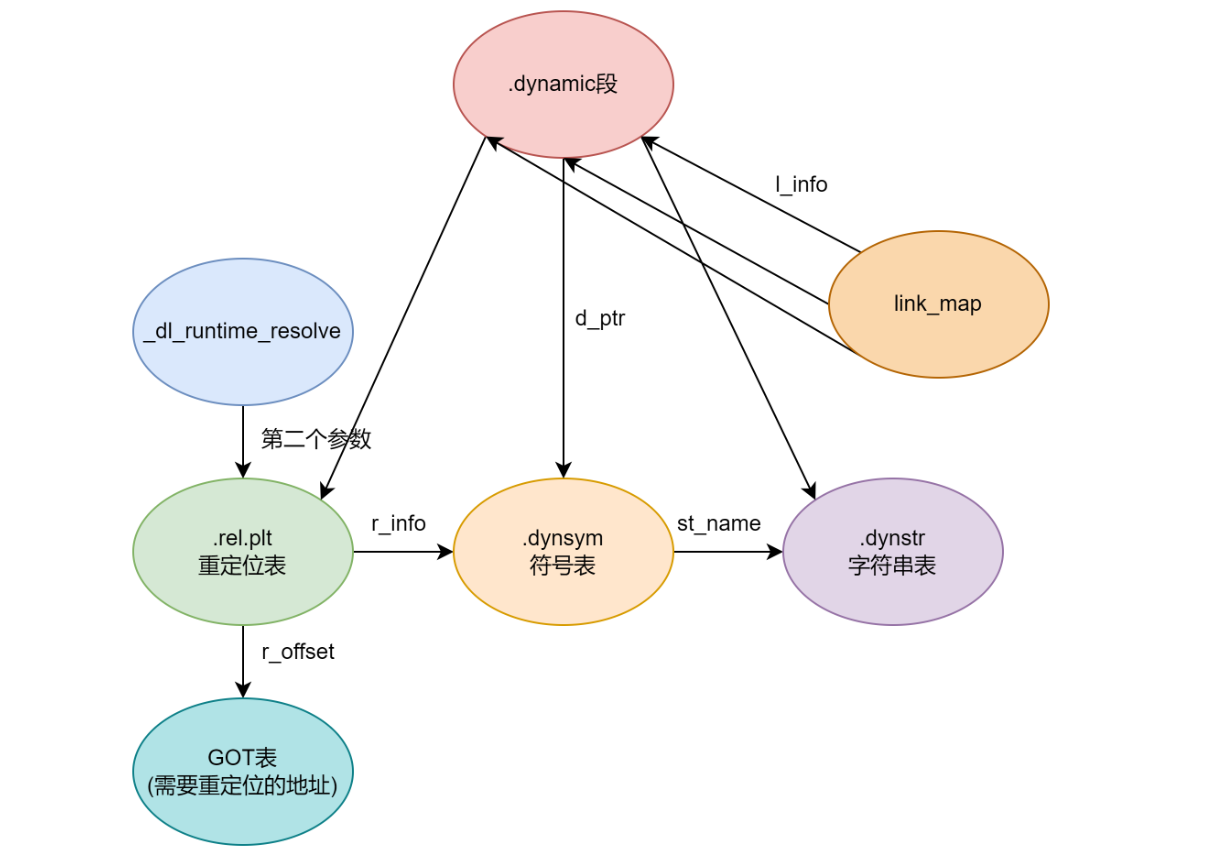 .dynamic段
l_info
link_map
_dl_runtime_resolve
d_ptr
第二个参数
.rel.plt
重定位表
r_info
.dynsym
符号表
st_name
.dynstr
字符串表
r_offset
GOT表
(需要重定位的地址)